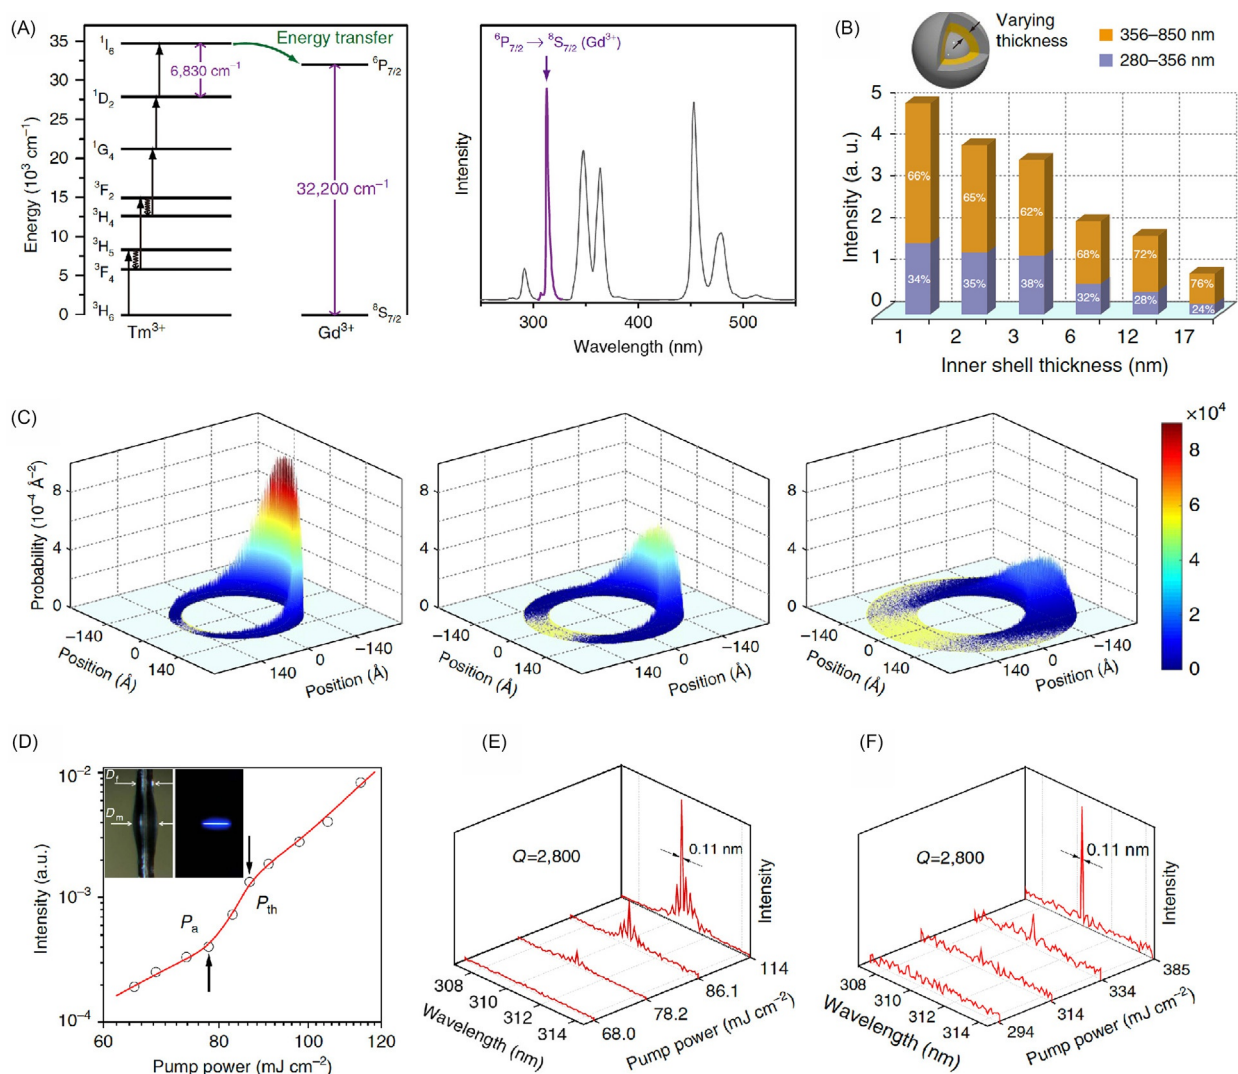 (A)
Energy (10³ cm⁻¹)
35
30
25
20
15
10
5
0
¹I₆
¹D₂
¹G₄
³F₂
³H₄
³H₅
³F₄
³H₆
6,830 cm⁻¹
Energy transfer
⁶P₇/₂
32,200 cm⁻¹
⁸S₇/₂
Tm³⁺
Gd³⁺
⁶P₇/₂ → ⁸S₇/₂ (Gd³⁺)
Intensity
300
400
500
Wavelength (nm)
(B)
Varying
thickness
356–850 nm
280–356 nm
Intensity (a. u.)
5
4
3
2
1
0
66%
34%
65%
35%
62%
38%
68%
32%
72%
28%
76%
24%
1
2
3
6
12
17
Inner shell thickness (nm)
(C)
Probability (10⁻⁴ Å⁻²)
8
4
0
−140
0
140
Position (Å)
140
0
−140
Position (Å)
8
4
0
−140
0
140
Position (Å)
140
0
−140
Position (Å)
8
4
0
−140
0
140
Position (Å)
140
0
−140
Position (Å)
×10⁴
8
6
4
2
0
(D)
Intensity (a.u.)
10⁻²
10⁻³
10⁻⁴
Df
Dm
Pa
Pth
60
80
100
120
Pump power (mJ cm⁻²)
(E)
Q=2,800
0.11 nm
Intensity
308
310
312
314
Wavelength (nm)
68.0
78.2
86.1
114
Pump power (mJ cm⁻²)
(F)
Q=2,800
0.11 nm
Intensity
308
310
312
314
Wavelength (nm)
294
314
334
385
Pump power (mJ cm⁻²)